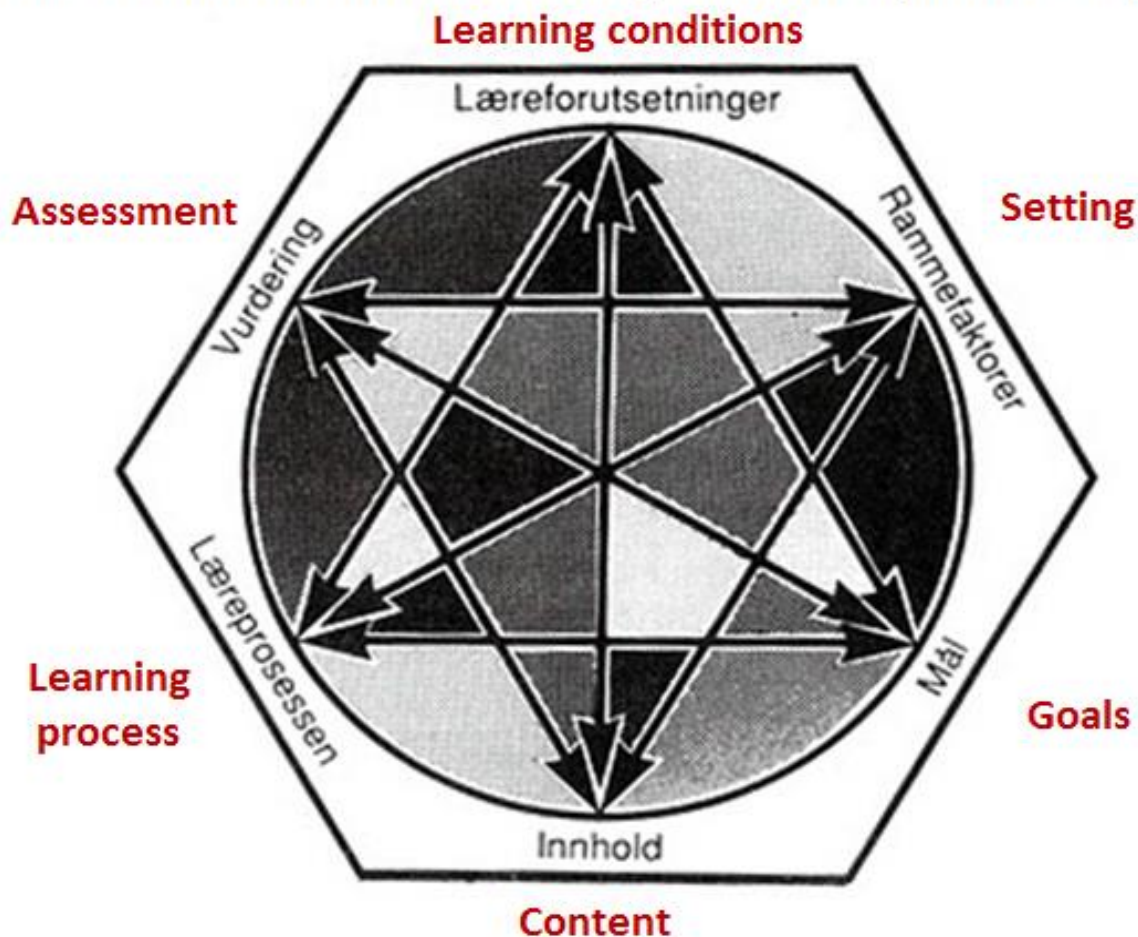 Learning conditions
Læreforutsetninger
Assessment
Vurdering
Rammefaktorer
Setting
Læreprosessen
Learning
process
Mål
Goals
Innhold
Content